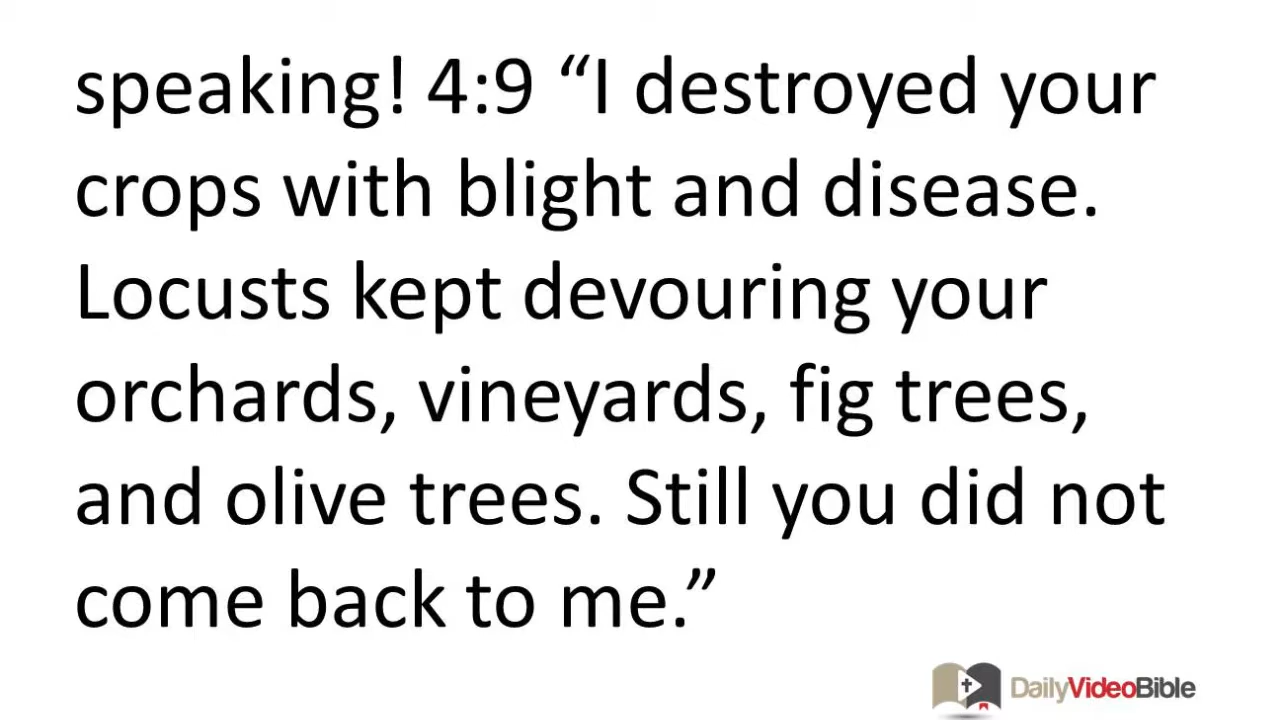 speaking! 4:9 “I destroyed your
crops with blight and disease.
Locusts kept devouring your
orchards, vineyards, fig trees,
and olive trees. Still you did not
come back to me.”
DailyVideoBible